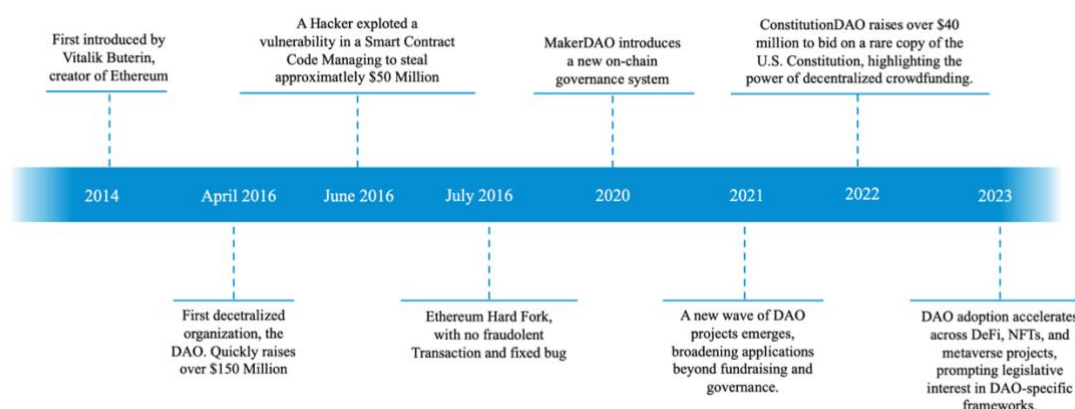 First introduced by
Vitalik Buterin,
creator of Ethereum
A Hacker exploted a
vulnerability in a Smart Contract
Code Managing to steal
approximatlely $50 Million
MakerDAO introduces
a new on-chain
governance system
ConstitutionDAO raises over $40
million to bid on a rare copy of the
U.S. Constitution, highlighting the
power of decentralized crowdfunding.
2014
April 2016
June 2016
July 2016
2020
2021
2022
2023
First decetralized
organization, the
DAO. Quickly raises
over $150 Million
Ethereum Hard Fork,
with no fraudolent
Transaction and fixed bug
A new wave of DAO
projects emerges,
broadening applications
beyond fundraising and
governance.
DAO adoption accelerates
across DeFi, NFTs, and
metaverse projects,
prompting legislative
interest in DAO-specific
frameworks.